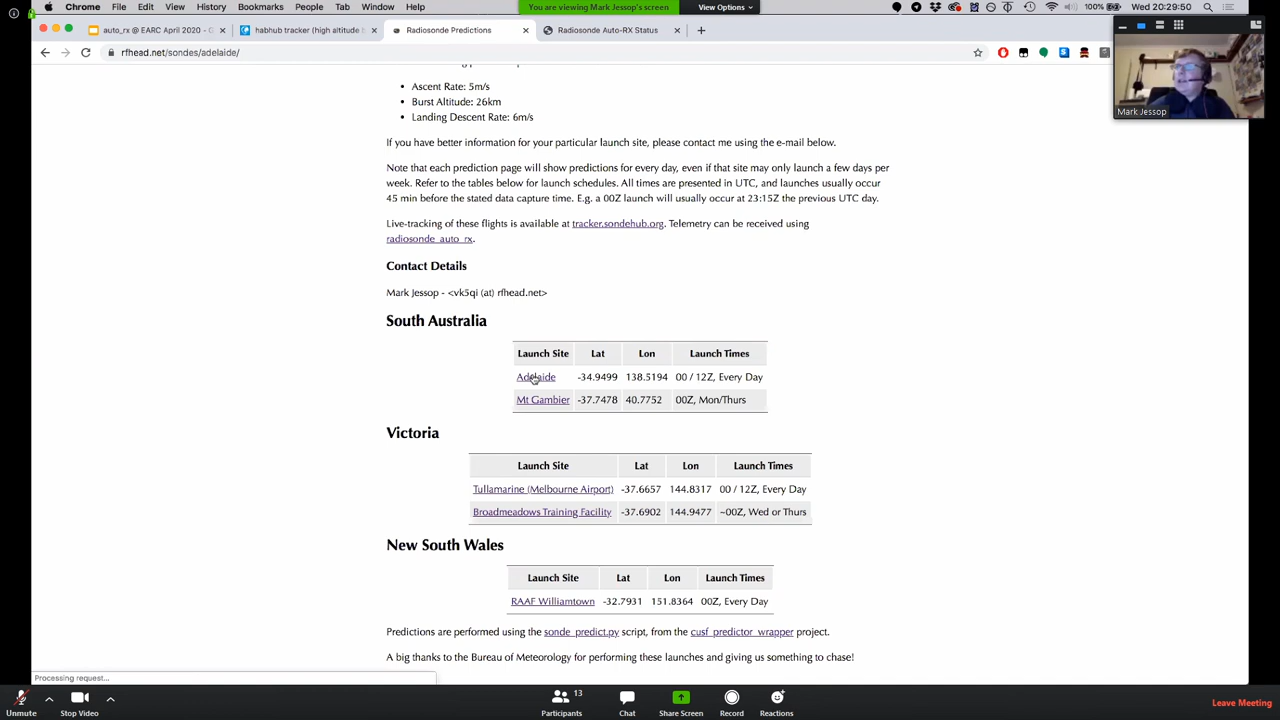 Chrome File Edit View History Bookmarks People Tab Window Help
You are viewing Mark Jessop's screen View Options
20:29:50
auto_rx @ EARC April 2020 - G
habhub tracker (high altitude b
Radiosonde Predictions
Radiosonde Auto-RX Status
rfhead.net/sondes/adelaide/
Mark Jessop
Ascent Rate: 5m/s
Burst Altitude: 26km
Landing Descent Rate: 6m/s
If you have better information for your particular launch site, please contact me using the e-mail below.
Note that each prediction page will show predictions for every day, even if that site may only launch a few days per
week. Refer to the tables below for launch schedules. All times are presented in UTC, and launches usually occur
45 min before the stated data capture time. E.g. a 00Z launch will usually occur at 23:15Z the previous UTC day.
Live-tracking of these flights is available at tracker.sondehub.org. Telemetry can be received using
radiosonde_auto_rx.
Contact Details
Mark Jessop - <vk5qi (at) rfhead.net>
South Australia
Launch Site Lat Lon Launch Times
Adelaide -34.9499 138.5194 00 / 12Z, Every Day
Mt Gambier -37.7478 40.7752 00Z, Mon/Thurs
Victoria
Launch Site Lat Lon Launch Times
Tullamarine (Melbourne Airport) -37.6657 144.8317 00 / 12Z, Every Day
Broadmeadows Training Facility -37.6902 144.9477 ~00Z, Wed or Thurs
New South Wales
Launch Site Lat Lon Launch Times
RAAF Williamtown -32.7931 151.8364 00Z, Every Day
Predictions are performed using the sonde_predict.py script, from the cusf_predictor_wrapper project.
A big thanks to the Bureau of Meteorology for performing these launches and giving us something to chase!
Processing request...
13
Unmute Stop Video Participants Chat Share Screen Record Reactions Leave Meeting